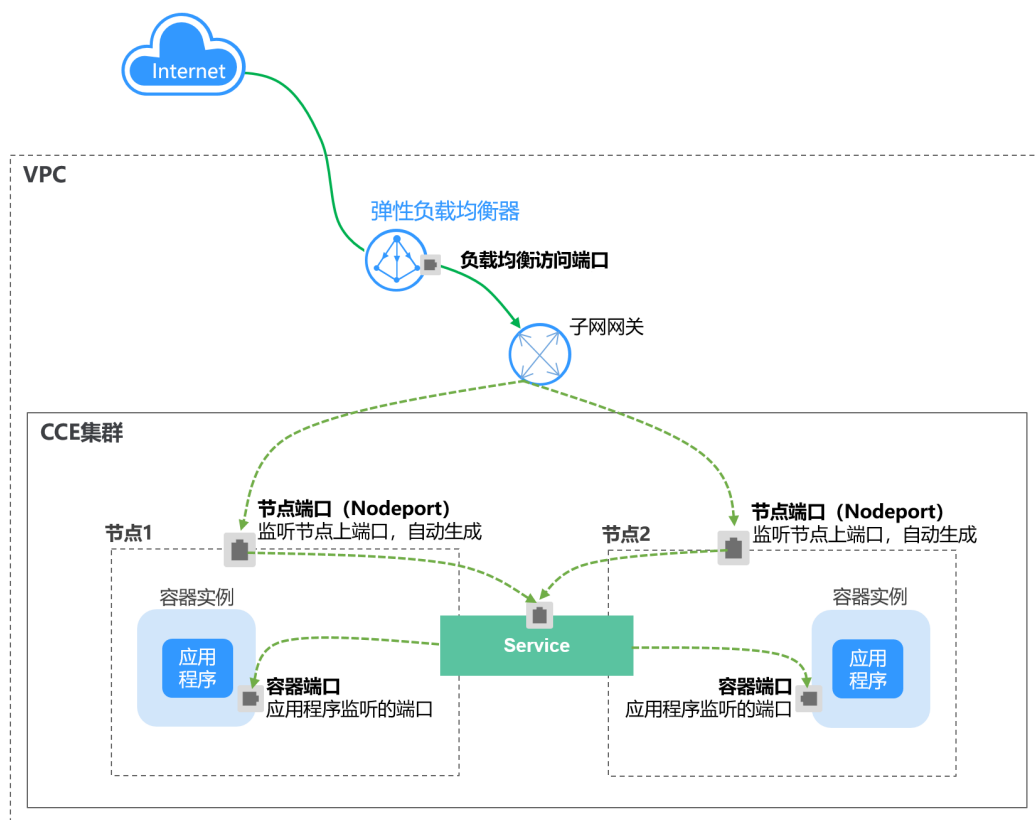 Internet
VPC
弹性负载均衡器
负载均衡访问端口
子网网关
CCE集群
节点端口（Nodeport）
监听节点上端口，自动生成
节点端口（Nodeport）
监听节点上端口，自动生成
节点1
节点2
容器实例
容器实例
应用
程序
Service
应用
程序
容器端口
应用程序监听的端口
容器端口
应用程序监听的端口